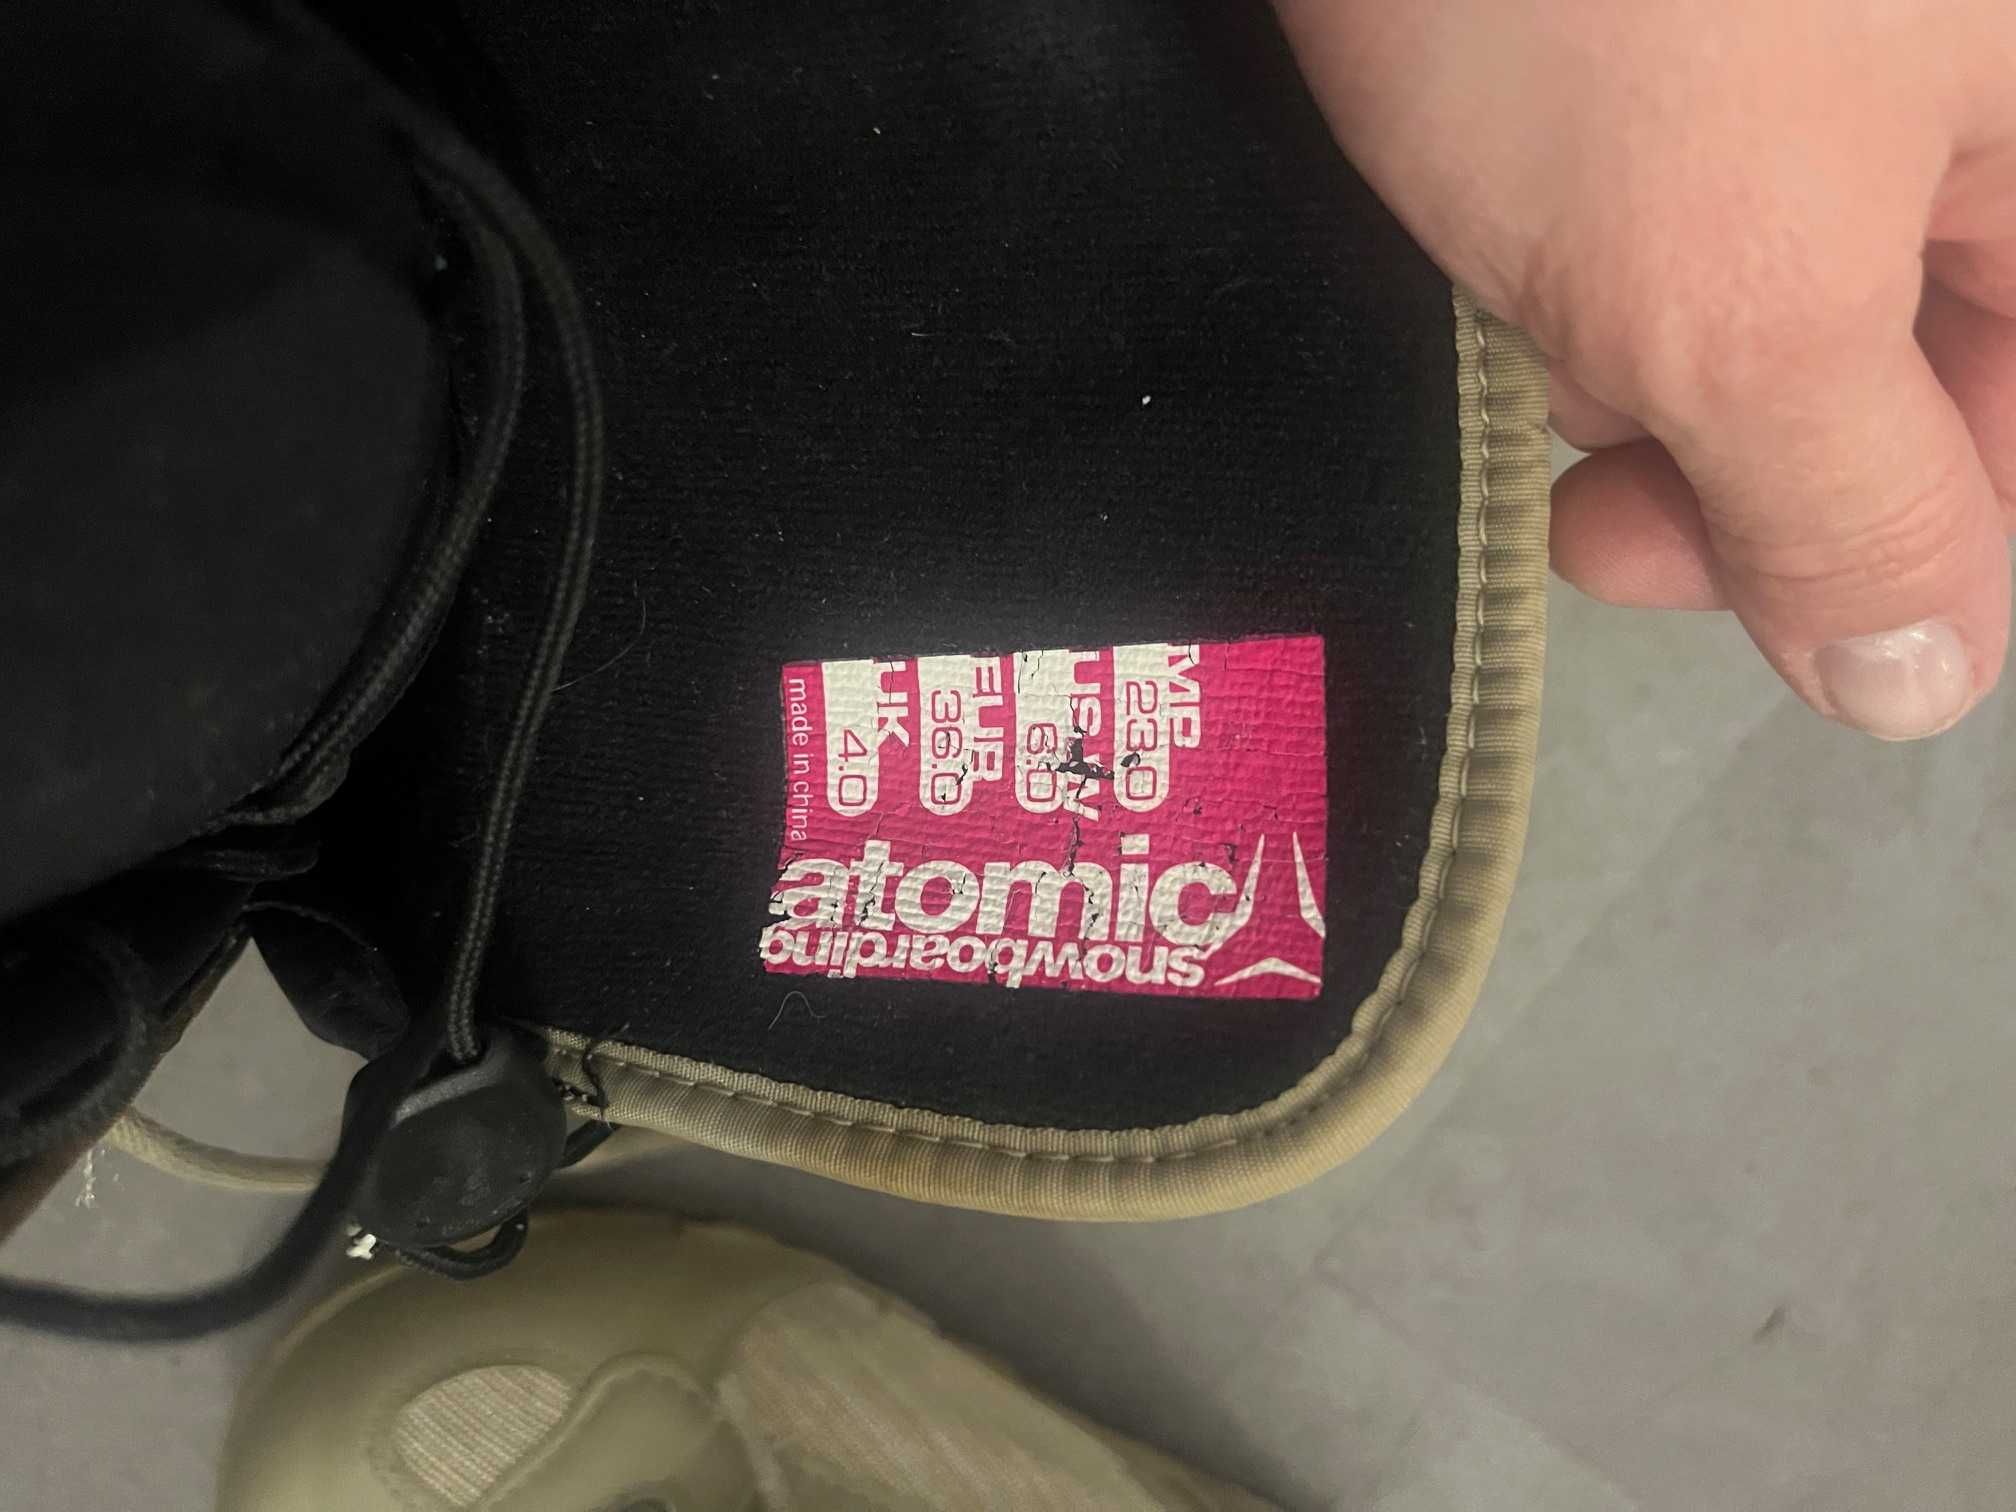 atomic
snowboarding
MP 23.0
US W 6.0
EUR 36.0
UK 4.0
made in china